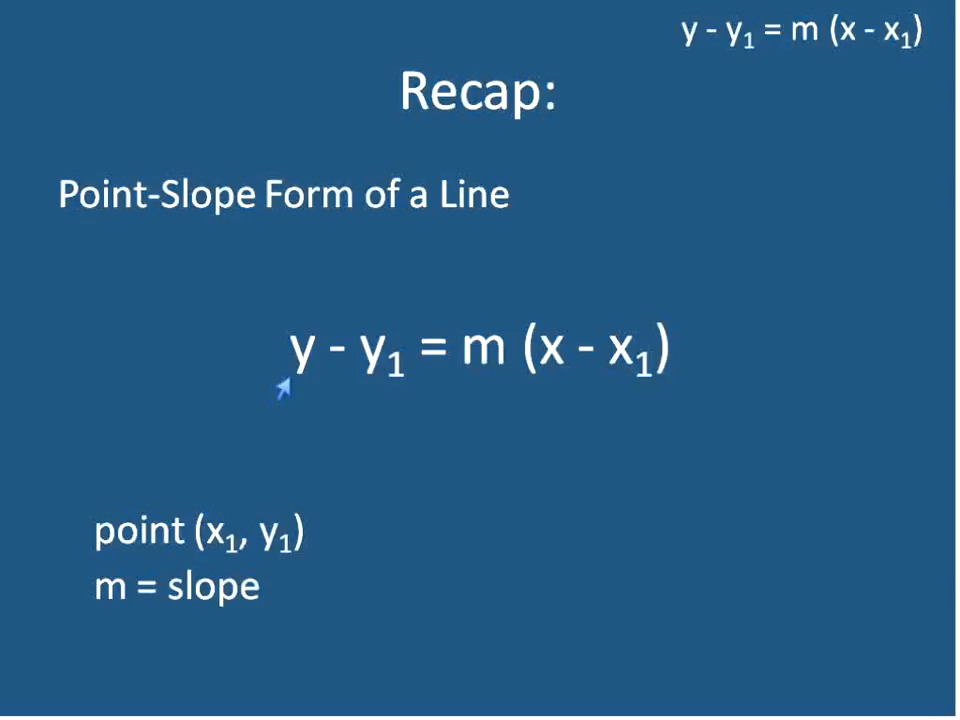 y - y₁ = m (x - x₁)
Recap:
Point-Slope Form of a Line
y - y₁ = m (x - x₁)
point (x₁, y₁)
m = slope